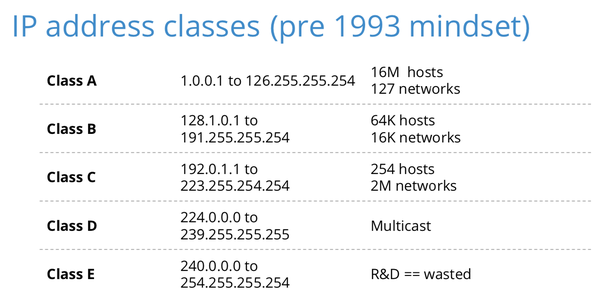 IP address classes (pre 1993 mindset)
Class A 1.0.0.1 to 126.255.255.254 16M hosts
127 networks
Class B 128.1.0.1 to 64K hosts
191.255.255.254 16K networks
Class C 192.0.1.1 to 254 hosts
223.255.254.254 2M networks
Class D 224.0.0.0 to Multicast
239.255.255.255
Class E 240.0.0.0 to R&D == wasted
254.255.255.254